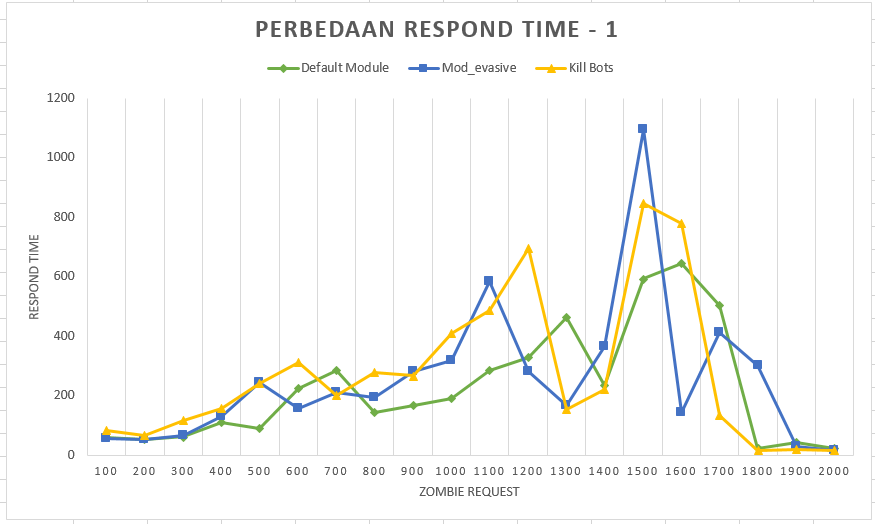 PERBEDAAN RESPOND TIME - 1
Default Module Mod_evasive Kill Bots
1200
1000
800
600
400
200
0
RESPOND TIME
100 200 300 400 500 600 700 800 900 1000 1100 1200 1300 1400 1500 1600 1700 1800 1900 2000
ZOMBIE REQUEST